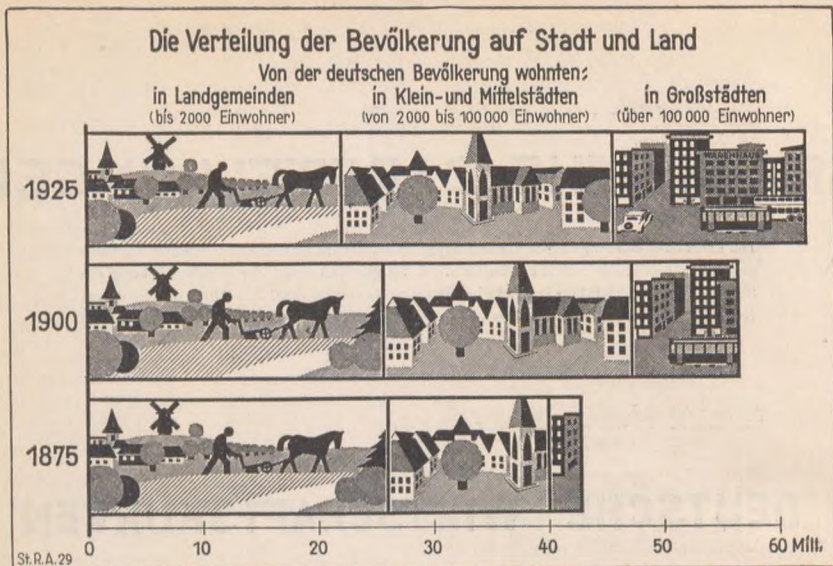 Die Verteilung der Bevölkerung auf Stadt und Land
Von der deutschen Bevölkerung wohnten:
in Landgemeinden
(bis 2000 Einwohner)
in Klein- und Mittelstädten
(von 2000 bis 100 000 Einwohner)
in Großstädten
(über 100 000 Einwohner)
1925
WARENHAUS
1900
1875
0 10 20 30 40 50 60 Mill.
St.R.A.29